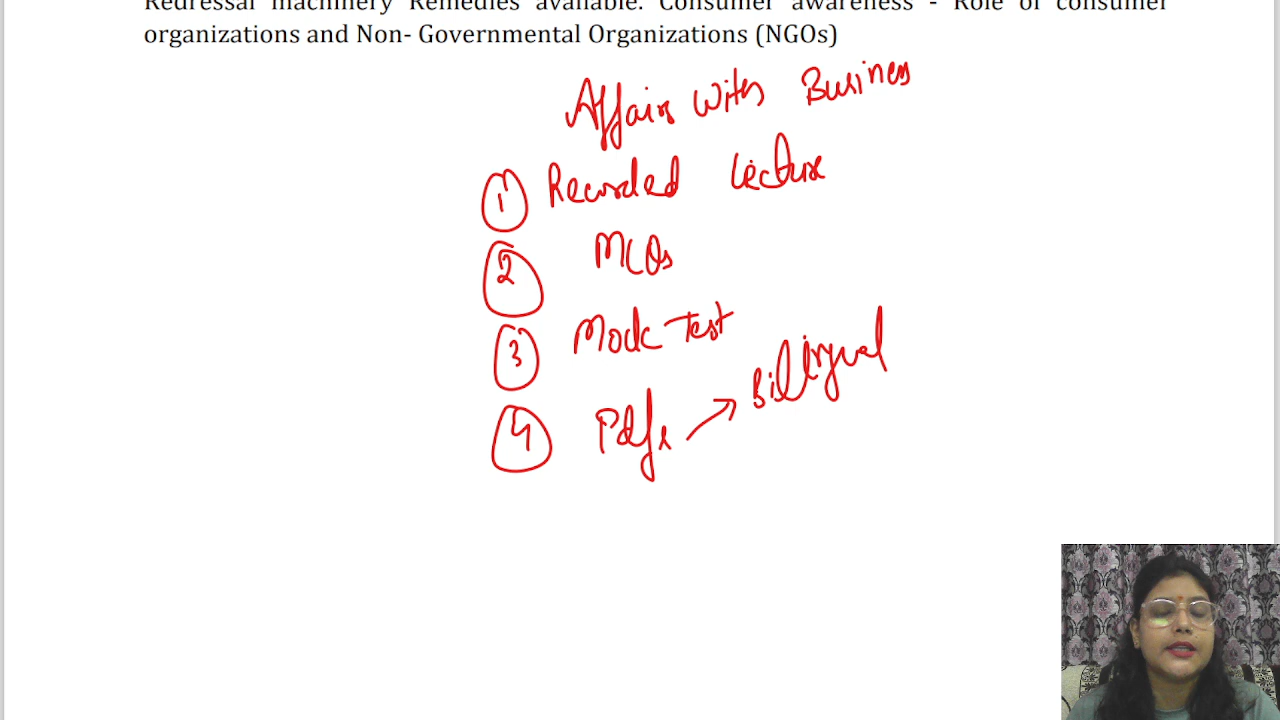 Redressal machinery Remedies available. Consumer awareness - Role of consumer
organizations and Non- Governmental Organizations (NGOs)
Affairs With Business
1 Recorded Lecture
2 MCQs
3 Mock Test
4 Pdfs → Bilingual